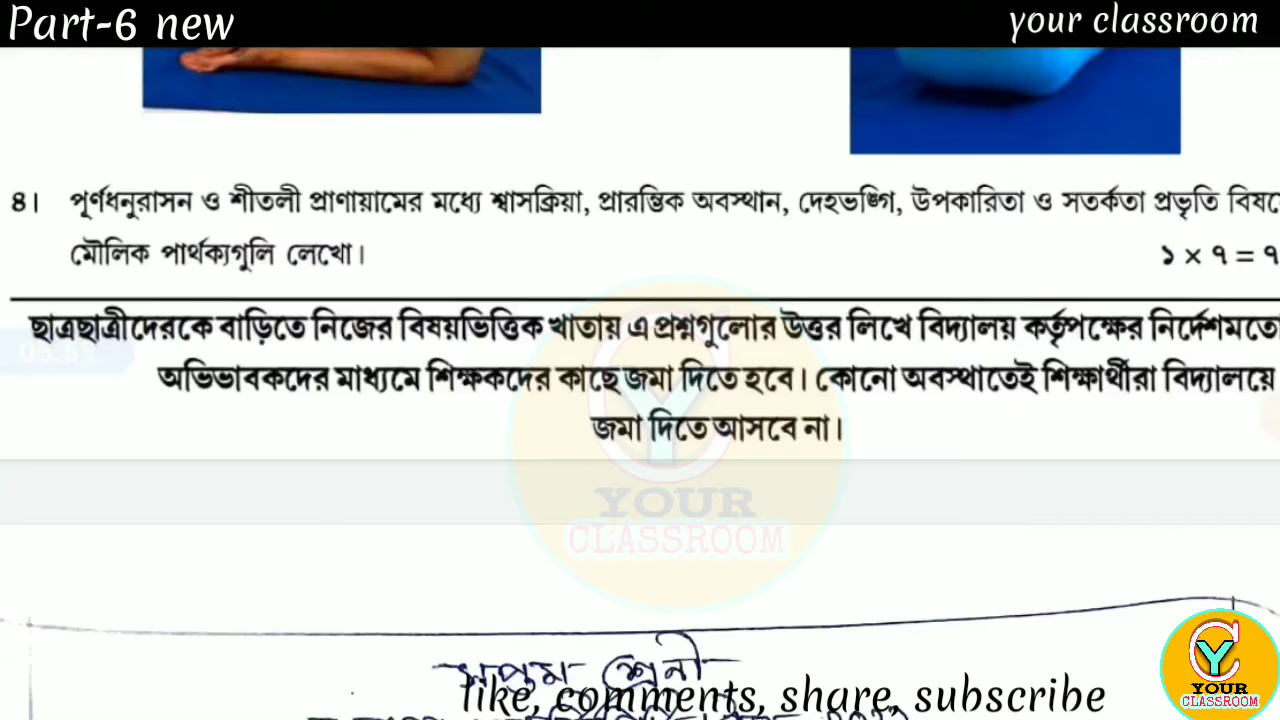 Part-6 new
your classroom
৪। পূর্ণধনুরাসন ও শীতলী প্রাণায়ামের মধ্যে শ্বাসক্রিয়া, প্রারম্ভিক অবস্থান, দেহভঙ্গি, উপকারিতা ও সতর্কতা প্রভৃতি বিষয়ে
মৌলিক পার্থক্যগুলি লেখো। ১ × ৭ = ৭
ছাত্রছাত্রীদেরকে বাড়িতে নিজের বিষয়ভিত্তিক খাতায় এ প্রশ্নগুলোর উত্তর লিখে বিদ্যালয় কর্তৃপক্ষের নির্দেশমতো
অভিভাবকদের মাধ্যমে শিক্ষকদের কাছে জমা দিতে হবে। কোনো অবস্থাতেই শিক্ষার্থীরা বিদ্যালয়ে
জমা দিতে আসবে না।
YOUR
CLASSROOM
সপ্তম শ্রেনী
like, comments, share, subscribe
YOUR
CLASSROOM